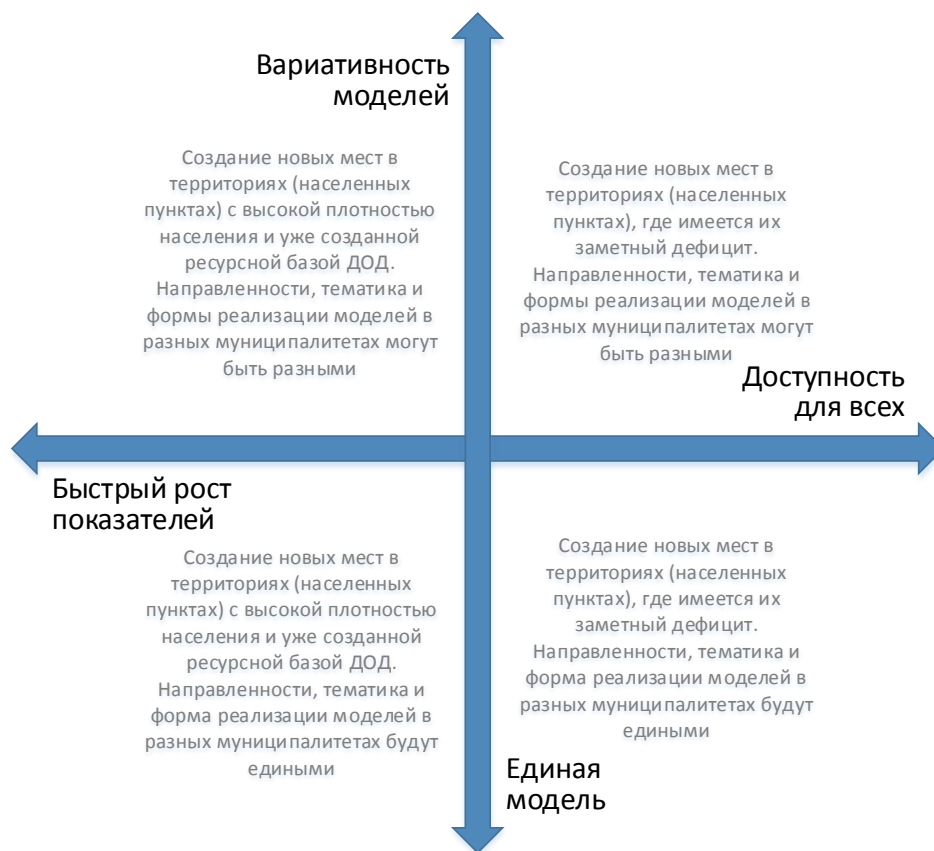 Вариативность
моделей
Создание новых мест в
территориях (населенных
пунктах) с высокой плотностью
населения и уже созданной
ресурсной базой ДОД.
Направленности, тематика и
формы реализации моделей в
разных муниципалитетах могут
быть разными
Создание новых мест в
территориях (населенных
пунктах), где имеется их
заметный дефицит.
Направленности, тематика и
формы реализации моделей в
разных муниципалитетах могут
быть разными
Доступность
для всех
Быстрый рост
показателей
Создание новых мест в
территориях (населенных
пунктах) с высокой плотностью
населения и уже созданной
ресурсной базой ДОД.
Направленности, тематика и
форма реализации моделей в
разных муниципалитетах будут
едиными
Создание новых мест в
территориях (населенных
пунктах), где имеется их
заметный дефицит.
Направленности, тематика и
форма реализации моделей в
разных муниципалитетах будут
едиными
Единая
модель